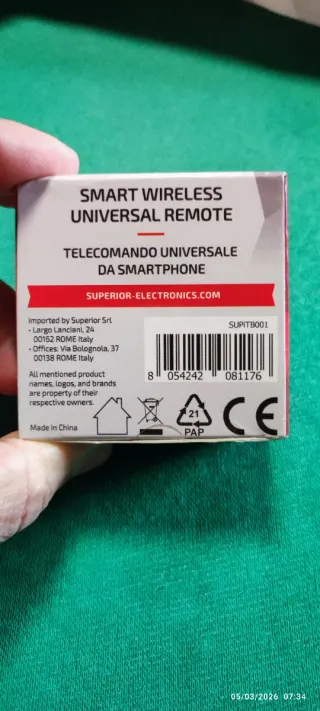 SMART WIRELESS
UNIVERSAL REMOTE
TELECOMANDO UNIVERSALE
DA SMARTPHONE
SUPERIOR-ELECTRONICS.COM
Imported by Superior Srl
• Largo Lanciani, 24
00162 ROME Italy
• Offices: Via Bolognola, 37
00138 ROME Italy
All mentioned product
names, logos, and brands
are property of their
respective owners.
Made in China
SUPITB001
8 054242 081176
21
PAP
CE
05/03/2026 07:34